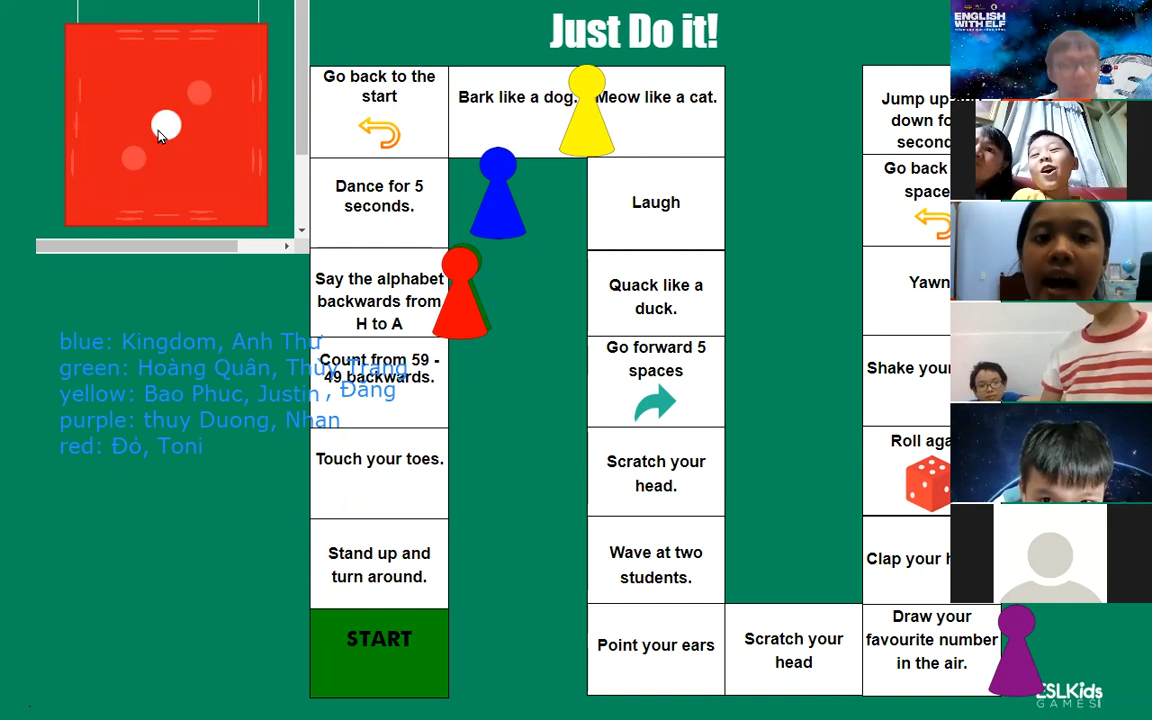 Just Do it!
ENGLISH
WITH ELF
Go back to the
start
Bark like a dog.
Meow like a cat.
Jump up
down fo
second
Go back
space
Dance for 5
seconds.
Laugh
Say the alphabet
backwards from
H to A
Quack like a
duck.
Yawn
blue: Kingdom, Anh Thư
green: Hoàng Quân, Thùy Trang
yellow: Bao Phuc, Justin , Đăng
purple: thuy Duong, Nhan
red: Đỏ, Toni
Count from 59 -
49 backwards.
Go forward 5
spaces
Shake your
Touch your toes.
Scratch your
head.
Roll aga
Stand up and
turn around.
Wave at two
students.
Clap your h
START
Point your ears
Scratch your
head
Draw your
favourite number
in the air.
ESLKids
GAMES